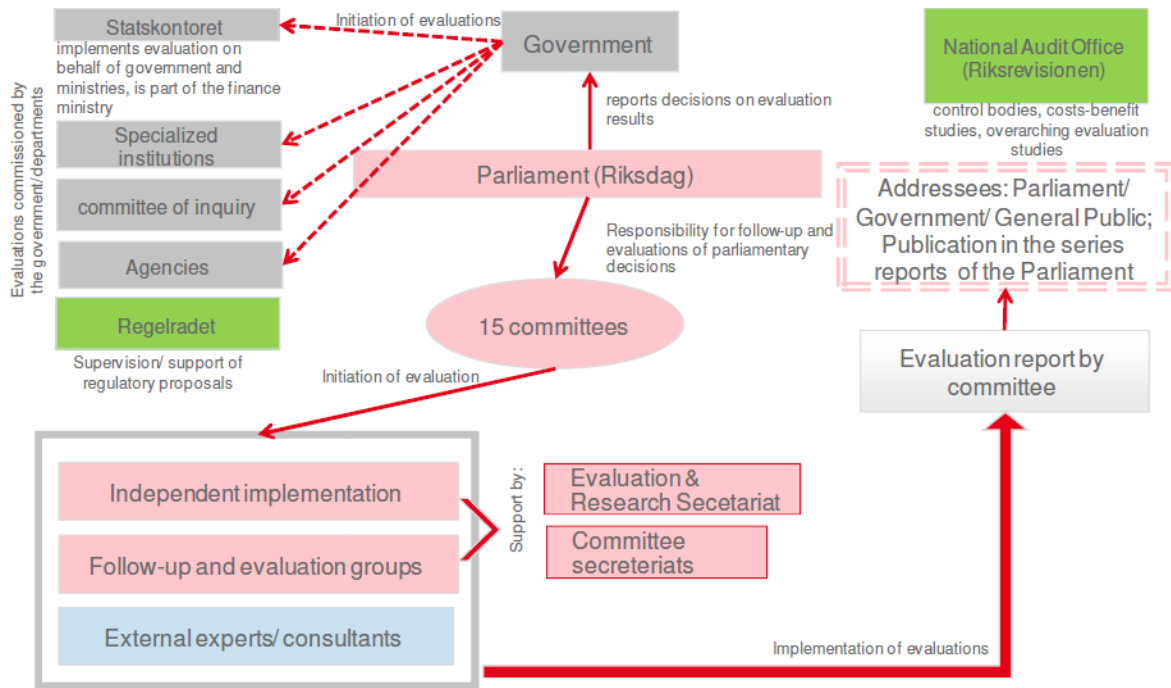 Statskontoret
implements evaluation on
behalf of government and
ministries, is part of the finance
ministry
Initiation of evaluations
Government
National Audit Office
(Riksrevisionen)
control bodies, costs-benefit
studies, overarching evaluation
studies
Evaluations commissioned by
the government/departments
Specialized
institutions
committee of inquiry
Agencies
Regelradet
Supervision/ support of
regulatory proposals
reports decisions on evaluation
results
Parliament (Riksdag)
Responsibility for follow-up and
evaluations of parliamentary
decisions
15 committees
Initiation of evaluation
Addressees: Parliament/
Government/ General Public;
Publication in the series
reports of the Parliament
Evaluation report by
committee
Independent implementation
Follow-up and evaluation groups
External experts/ consultants
Support by:
Evaluation &
Research Secetariat
Committee
secreteriats
Implementation of evaluations